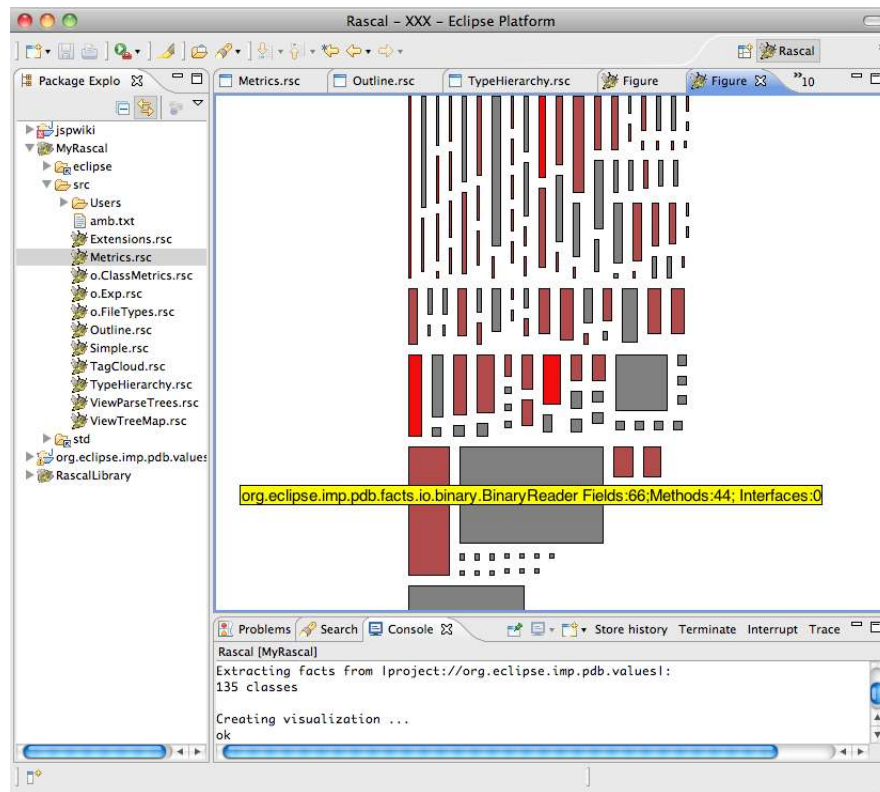 Rascal – XXX – Eclipse Platform
Rascal
Package Explo
Metrics.rsc
Outline.rsc
TypeHierarchy.rsc
Figure
Figure
»10
jspwiki
MyRascal
eclipse
src
Users
amb.txt
Extensions.rsc
Metrics.rsc
o.ClassMetrics.rsc
o.Exp.rsc
o.FileTypes.rsc
Outline.rsc
Simple.rsc
TagCloud.rsc
TypeHierarchy.rsc
ViewParseTrees.rsc
ViewTreeMap.rsc
std
org.eclipse.imp.pdb.values
RascalLibrary
org.eclipse.imp.pdb.facts.io.binary.BinaryReader Fields:66;Methods:44; Interfaces:0
Problems Search Console Store history Terminate Interrupt Trace
Rascal [MyRascal]
Extracting facts from |project://org.eclipse.imp.pdb.values|:
135 classes
Creating visualization ...
ok